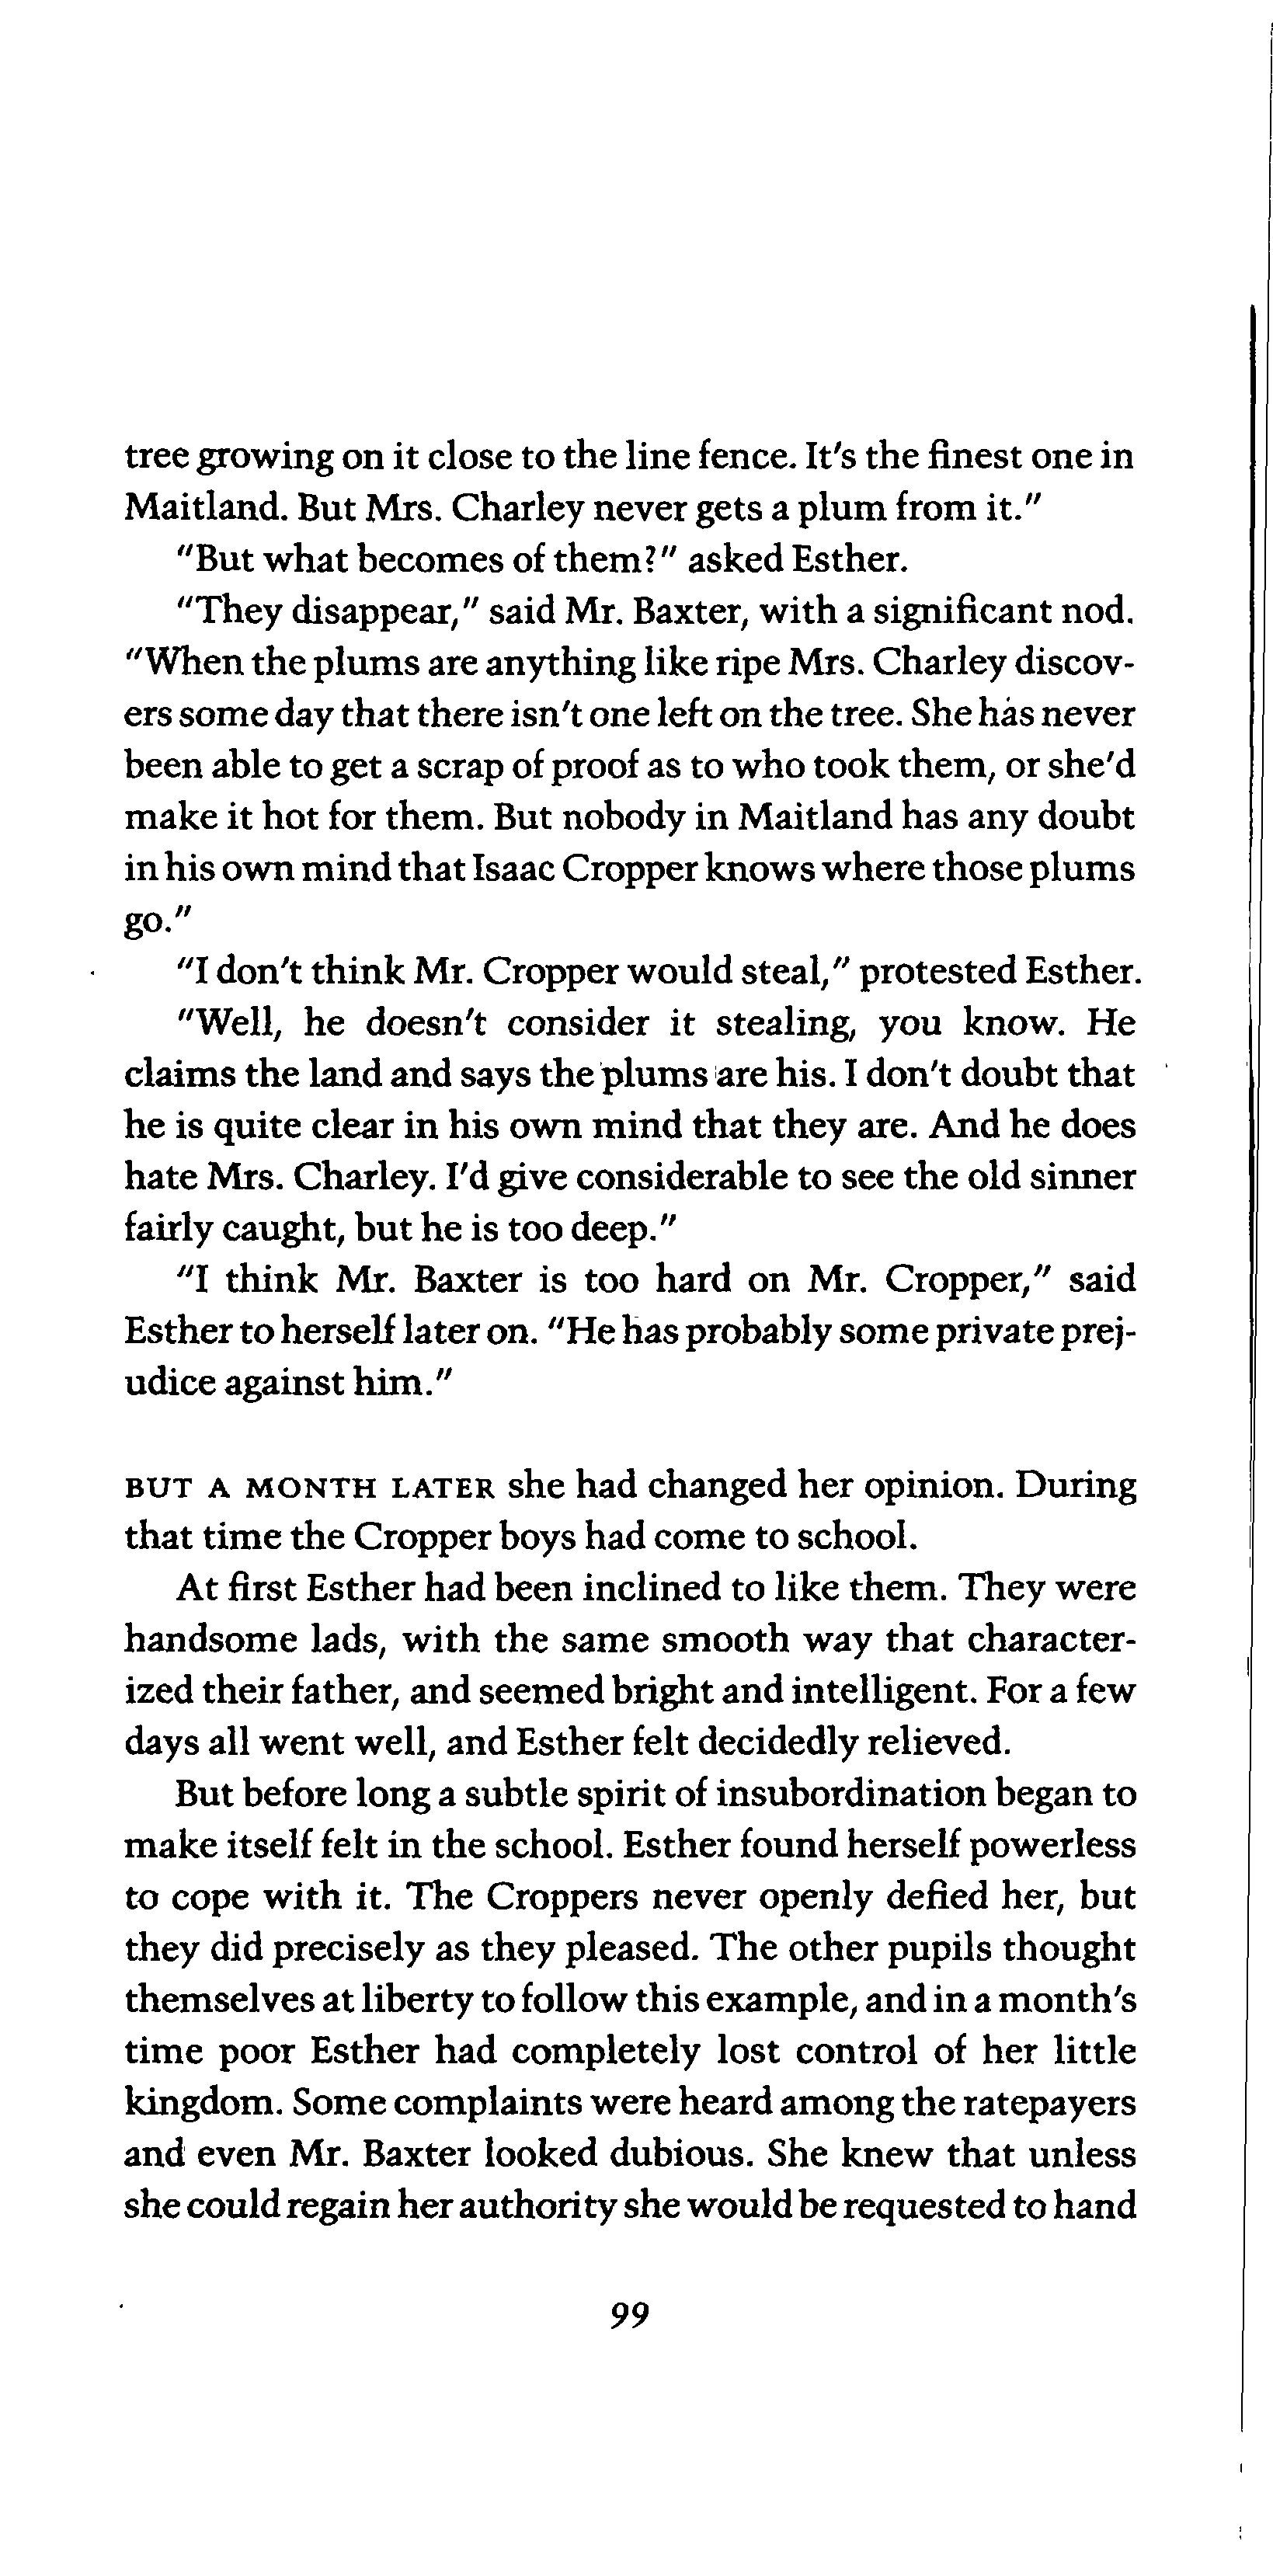 tree growing on it close to the line fence. It's the finest one in
Maitland. But Mrs. Charley never gets a plum from it."
"But what becomes of them?" asked Esther.
"They disappear," said Mr. Baxter, with a significant nod.
"When the plums are anything like ripe Mrs. Charley discov-
ers some day that there isn't one left on the tree. She has never
been able to get a scrap of proof as to who took them, or she'd
make it hot for them. But nobody in Maitland has any doubt
in his own mind that Isaac Cropper knows where those plums
go."
"I don't think Mr. Cropper would steal," protested Esther.
"Well, he doesn't consider it stealing, you know. He
claims the land and says the plums are his. I don't doubt that
he is quite clear in his own mind that they are. And he does
hate Mrs. Charley. I'd give considerable to see the old sinner
fairly caught, but he is too deep."
"I think Mr. Baxter is too hard on Mr. Cropper," said
Esther to herself later on. "He has probably some private prej-
udice against him."
BUT A MONTH LATER she had changed her opinion. During
that time the Cropper boys had come to school.
At first Esther had been inclined to like them. They were
handsome lads, with the same smooth way that character-
ized their father, and seemed bright and intelligent. For a few
days all went well, and Esther felt decidedly relieved.
But before long a subtle spirit of insubordination began to
make itself felt in the school. Esther found herself powerless
to cope with it. The Croppers never openly defied her, but
they did precisely as they pleased. The other pupils thought
themselves at liberty to follow this example, and in a month's
time poor Esther had completely lost control of her little
kingdom. Some complaints were heard among the ratepayers
and even Mr. Baxter looked dubious. She knew that unless
she could regain her authority she would be requested to hand
99